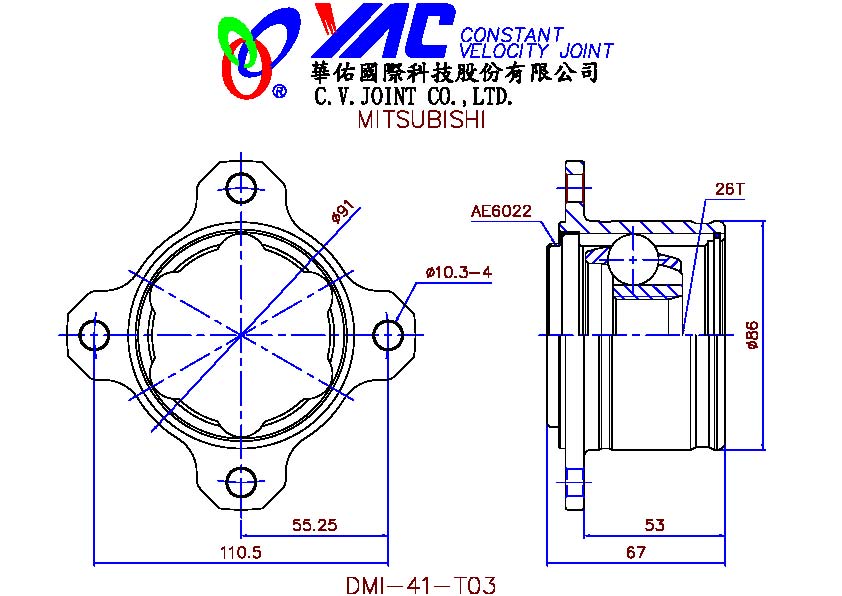 YAC CONSTANT
VELOCITY JOINT
華佑國際科技股份有限公司
®
C.V.JOINT CO.,LTD.
MITSUBISHI
ø91
ø10.3-4
55.25
110.5
AE6022
26T
ø86
53
67
DMI-41-T03